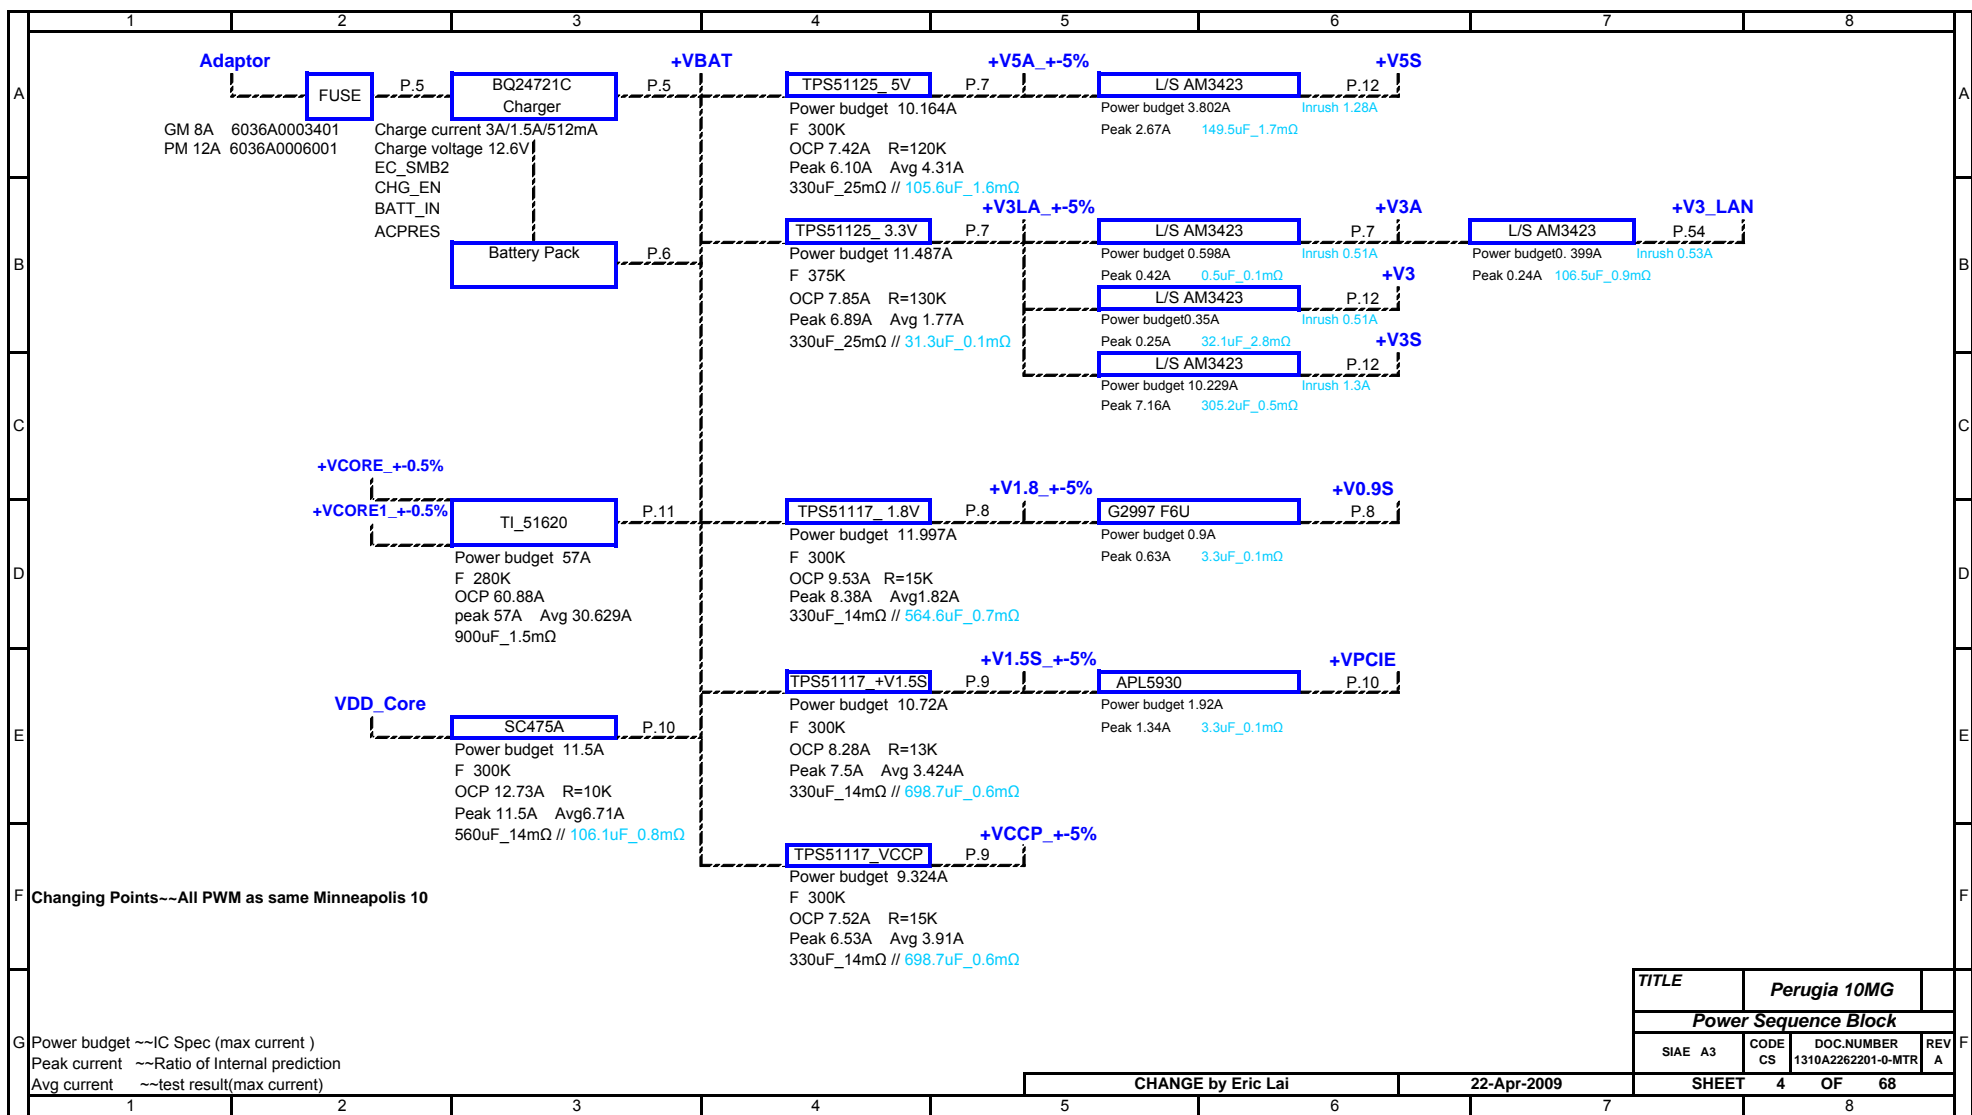 1 2 3 4 5 6 7 8
A A
B B
C C
D D
E E
F F
G F
Adaptor
FUSE
P.5
BQ24721C
Charger
P.5
+VBAT
GM 8A 6036A0003401
PM 12A 6036A0006001
Charge current 3A/1.5A/512mA
Charge voltage 12.6V
EC_SMB2
CHG_EN
BATT_IN
ACPRES
Battery Pack
P.6
TPS51125_ 5V
P.7
+V5A_+-5%
Power budget 10.164A
F 300K
OCP 7.42A R=120K
Peak 6.10A Avg 4.31A
330uF_25mΩ // 105.6uF_1.6mΩ
L/S AM3423
P.12
+V5S
Power budget 3.802A
Inrush 1.28A
Peak 2.67A 149.5uF_1.7mΩ
TPS51125_ 3.3V
P.7
+V3LA_+-5%
Power budget 11.487A
F 375K
OCP 7.85A R=130K
Peak 6.89A Avg 1.77A
330uF_25mΩ // 31.3uF_0.1mΩ
L/S AM3423
P.7
+V3A
Power budget 0.598A
Inrush 0.51A
Peak 0.42A 0.5uF_0.1mΩ
L/S AM3423
P.54
+V3_LAN
Power budget0. 399A
Inrush 0.53A
Peak 0.24A 106.5uF_0.9mΩ
+V3
L/S AM3423
P.12
Power budget0.35A
Inrush 0.51A
Peak 0.25A 32.1uF_2.8mΩ
+V3S
L/S AM3423
P.12
Power budget 10.229A
Inrush 1.3A
Peak 7.16A 305.2uF_0.5mΩ
+VCORE_+-0.5%
+VCORE1_+-0.5%
TI_51620
P.11
Power budget 57A
F 280K
OCP 60.88A
peak 57A Avg 30.629A
900uF_1.5mΩ
TPS51117_ 1.8V
P.8
+V1.8_+-5%
Power budget 11.997A
F 300K
OCP 9.53A R=15K
Peak 8.38A Avg1.82A
330uF_14mΩ // 564.6uF_0.7mΩ
G2997 F6U
P.8
+V0.9S
Power budget 0.9A
Peak 0.63A 3.3uF_0.1mΩ
VDD_Core
SC475A
P.10
Power budget 11.5A
F 300K
OCP 12.73A R=10K
Peak 11.5A Avg6.71A
560uF_14mΩ // 106.1uF_0.8mΩ
TPS51117_+V1.5S
P.9
+V1.5S_+-5%
Power budget 10.72A
F 300K
OCP 8.28A R=13K
Peak 7.5A Avg 3.424A
330uF_14mΩ // 698.7uF_0.6mΩ
APL5930
P.10
+VPCIE
Power budget 1.92A
Peak 1.34A 3.3uF_0.1mΩ
TPS51117_VCCP
P.9
+VCCP_+-5%
Power budget 9.324A
F 300K
OCP 7.52A R=15K
Peak 6.53A Avg 3.91A
330uF_14mΩ // 698.7uF_0.6mΩ
Changing Points~~All PWM as same Minneapolis 10
Power budget ~~IC Spec (max current )
Peak current ~~Ratio of Internal prediction
Avg current ~~test result(max current)
TITLE
Perugia 10MG
Power Sequence Block
SIAE A3
CODE
CS
DOC.NUMBER
1310A2262201-0-MTR
REV
A
CHANGE by Eric Lai
22-Apr-2009
SHEET 4 OF 68
1 2 3 4 5 6 7 8